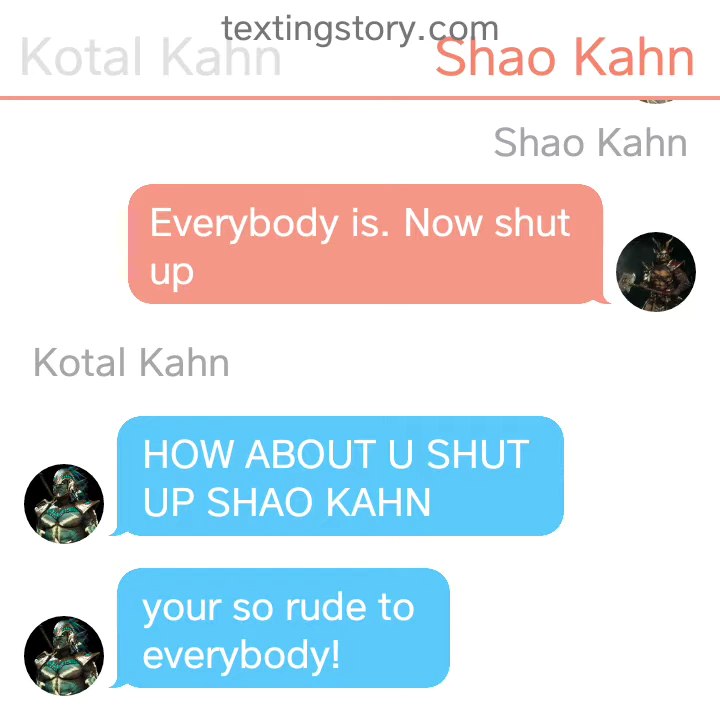 textingstory.com
Kotal Kahn
Shao Kahn
Shao Kahn
Everybody is. Now shut
up
Kotal Kahn
HOW ABOUT U SHUT
UP SHAO KAHN
your so rude to
everybody!